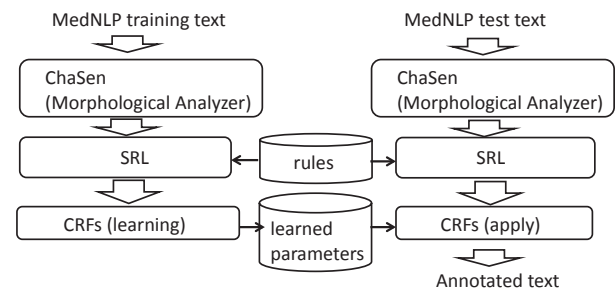 MedNLP training text
MedNLP test text
ChaSen
(Morphological Analyzer)
ChaSen
(Morphological Analyzer)
SRL
rules
SRL
CRFs (learning)
learned
parameters
CRFs (apply)
Annotated text